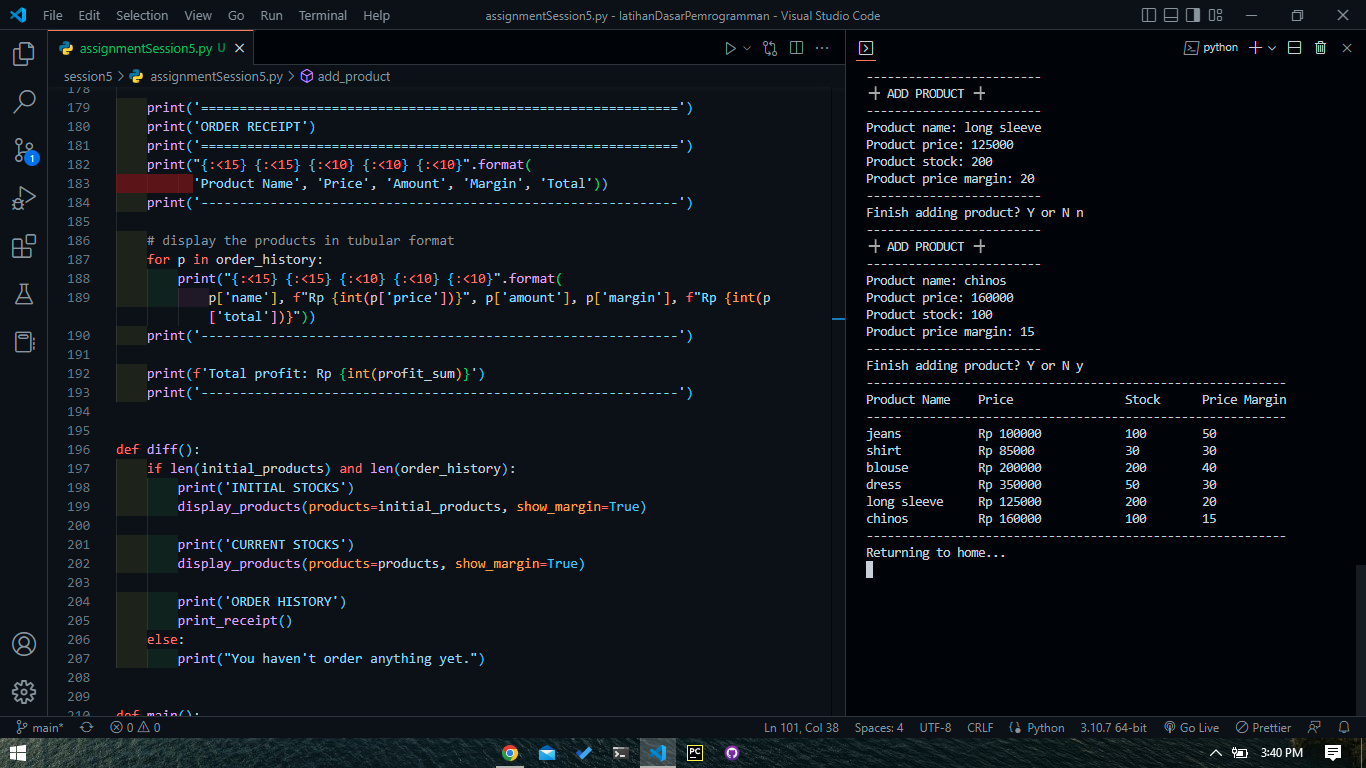 File Edit Selection View Go Run Terminal Help assignmentSession5.py - latihanDasarPemrogramman - Visual Studio Code
assignmentSession5.py U
session5 > assignmentSession5.py > add_product
178
179 print('==============================================================')
180 print('ORDER RECEIPT')
181 print('==============================================================')
182 print("{:<15} {:<15} {:<10} {:<10} {:<10}".format(
183 'Product Name', 'Price', 'Amount', 'Margin', 'Total'))
184 print('--------------------------------------------------------------')
185
186 # display the products in tubular format
187 for p in order_history:
188 print("{:<15} {:<15} {:<10} {:<10} {:<10}".format(
189 p['name'], f"Rp {int(p['price'])}", p['amount'], p['margin'], f"Rp {int(p
['total'])}"))
190 print('--------------------------------------------------------------')
191
192 print(f'Total profit: Rp {int(profit_sum)}')
193 print('--------------------------------------------------------------')
194
195
196 def diff():
197 if len(initial_products) and len(order_history):
198 print('INITIAL STOCKS')
199 display_products(products=initial_products, show_margin=True)
200
201 print('CURRENT STOCKS')
202 display_products(products=products, show_margin=True)
203
204 print('ORDER HISTORY')
205 print_receipt()
206 else:
207 print("You haven't order anything yet.")
208
209
210 def main():
python
-------------------------
+ ADD PRODUCT +
-------------------------
Product name: long sleeve
Product price: 125000
Product stock: 200
Product price margin: 20
-------------------------
Finish adding product? Y or N n
-------------------------
+ ADD PRODUCT +
-------------------------
Product name: chinos
Product price: 160000
Product stock: 100
Product price margin: 15
-------------------------
Finish adding product? Y or N y
------------------------------------------------------------
Product Name Price Stock Price Margin
------------------------------------------------------------
jeans Rp 100000 100 50
shirt Rp 85000 30 30
blouse Rp 200000 200 40
dress Rp 350000 50 30
long sleeve Rp 125000 200 20
chinos Rp 160000 100 15
------------------------------------------------------------
Returning to home...
1
main* 0 0 Ln 101, Col 38 Spaces: 4 UTF-8 CRLF Python 3.10.7 64-bit Go Live Prettier
PC 3:40 PM